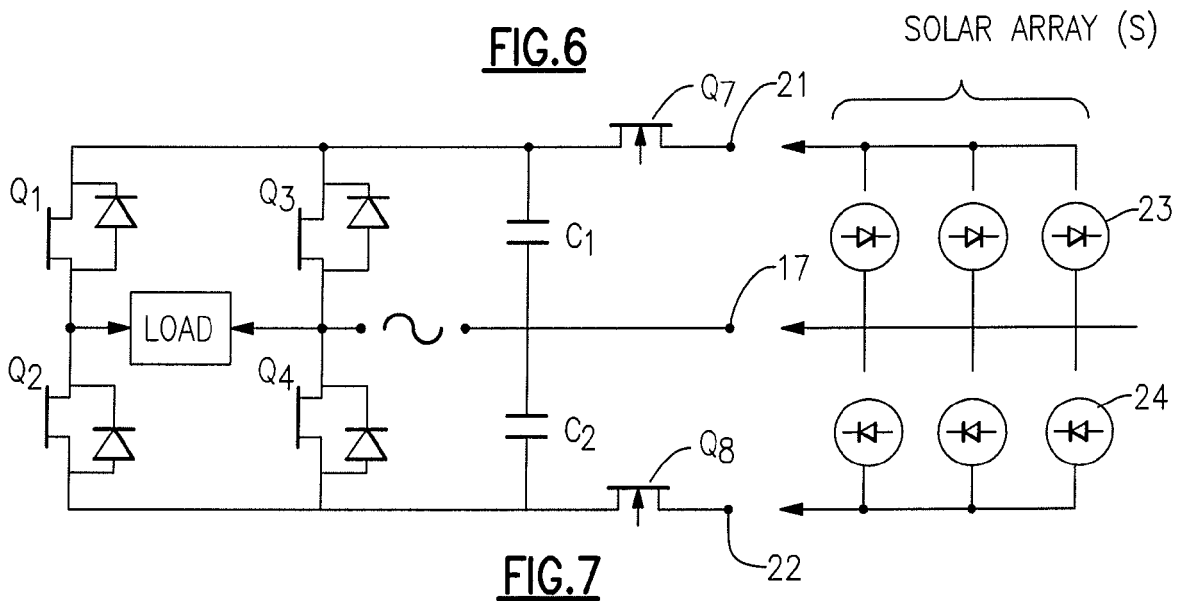 FIG.6
SOLAR ARRAY (S)
Q7
21
Q1
Q3
C1
23
17
LOAD
Q2
Q4
C2
24
Q8
22
FIG.7